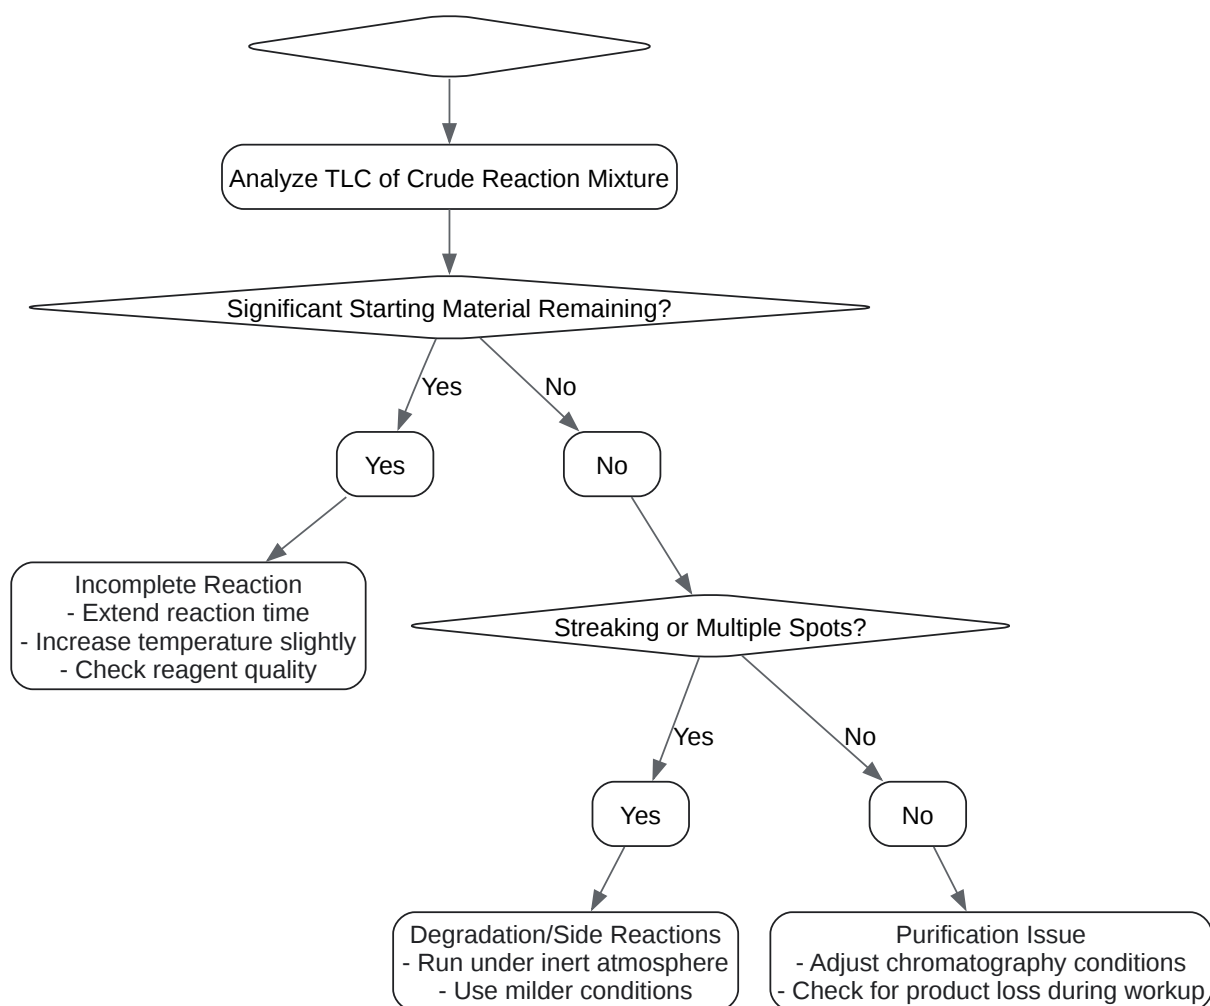 Analyze TLC of Crude Reaction Mixture
Significant Starting Material Remaining?
Yes
No
Yes
No
Incomplete Reaction
- Extend reaction time
- Increase temperature slightly
- Check reagent quality
Streaking or Multiple Spots?
Yes
No
Yes
No
Degradation/Side Reactions
- Run under inert atmosphere
- Use milder conditions
Purification Issue
- Adjust chromatography conditions
- Check for product loss during workup